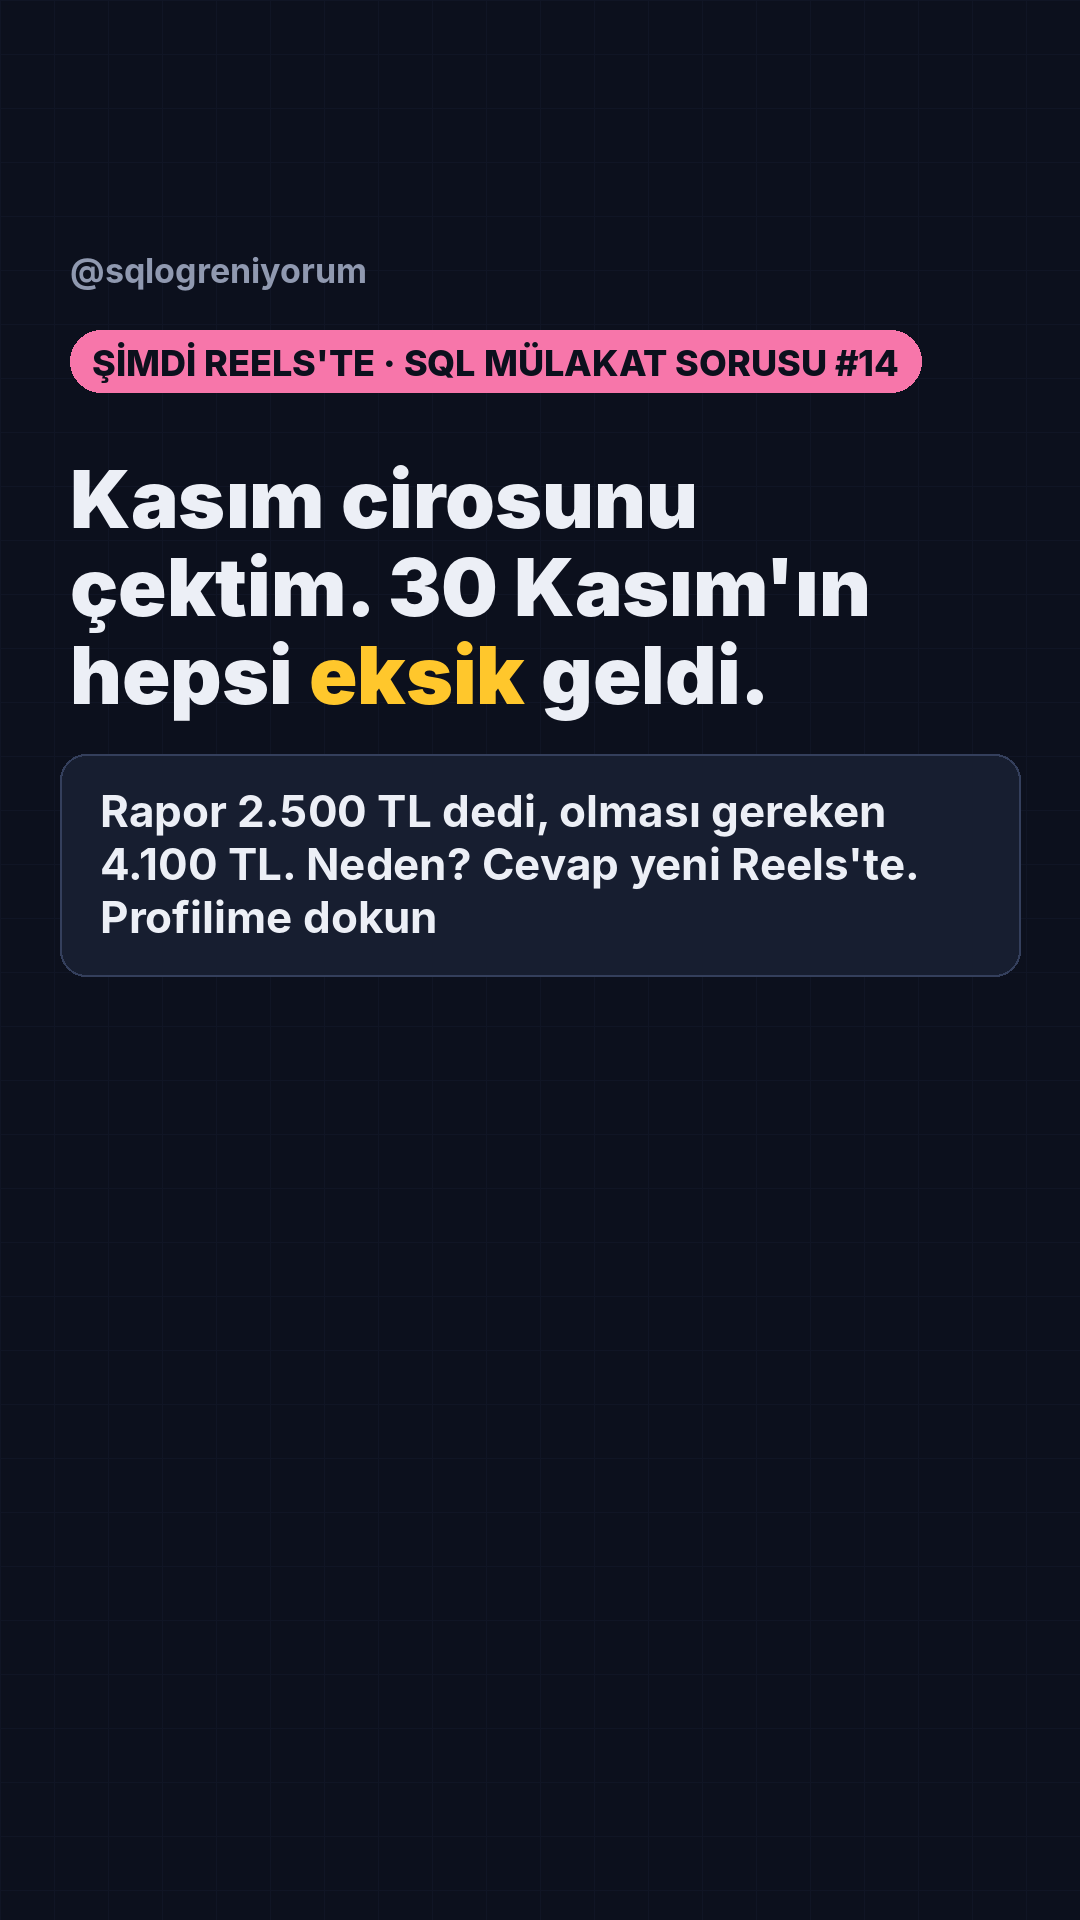 @sqlogreniyorum
ŞİMDİ REELS'TE · SQL MÜLAKAT SORUSU #14
Kasım cirosunu
çektim. 30 Kasım'ın
hepsi eksik geldi.
Rapor 2.500 TL dedi, olması gereken
4.100 TL. Neden? Cevap yeni Reels'te.
Profilime dokun